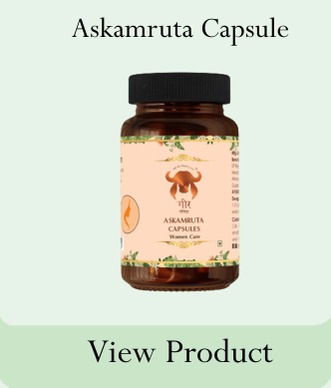 Askamruta Capsule
गीर
ASKAMRUTA
CAPSULES
Women Care
View Product